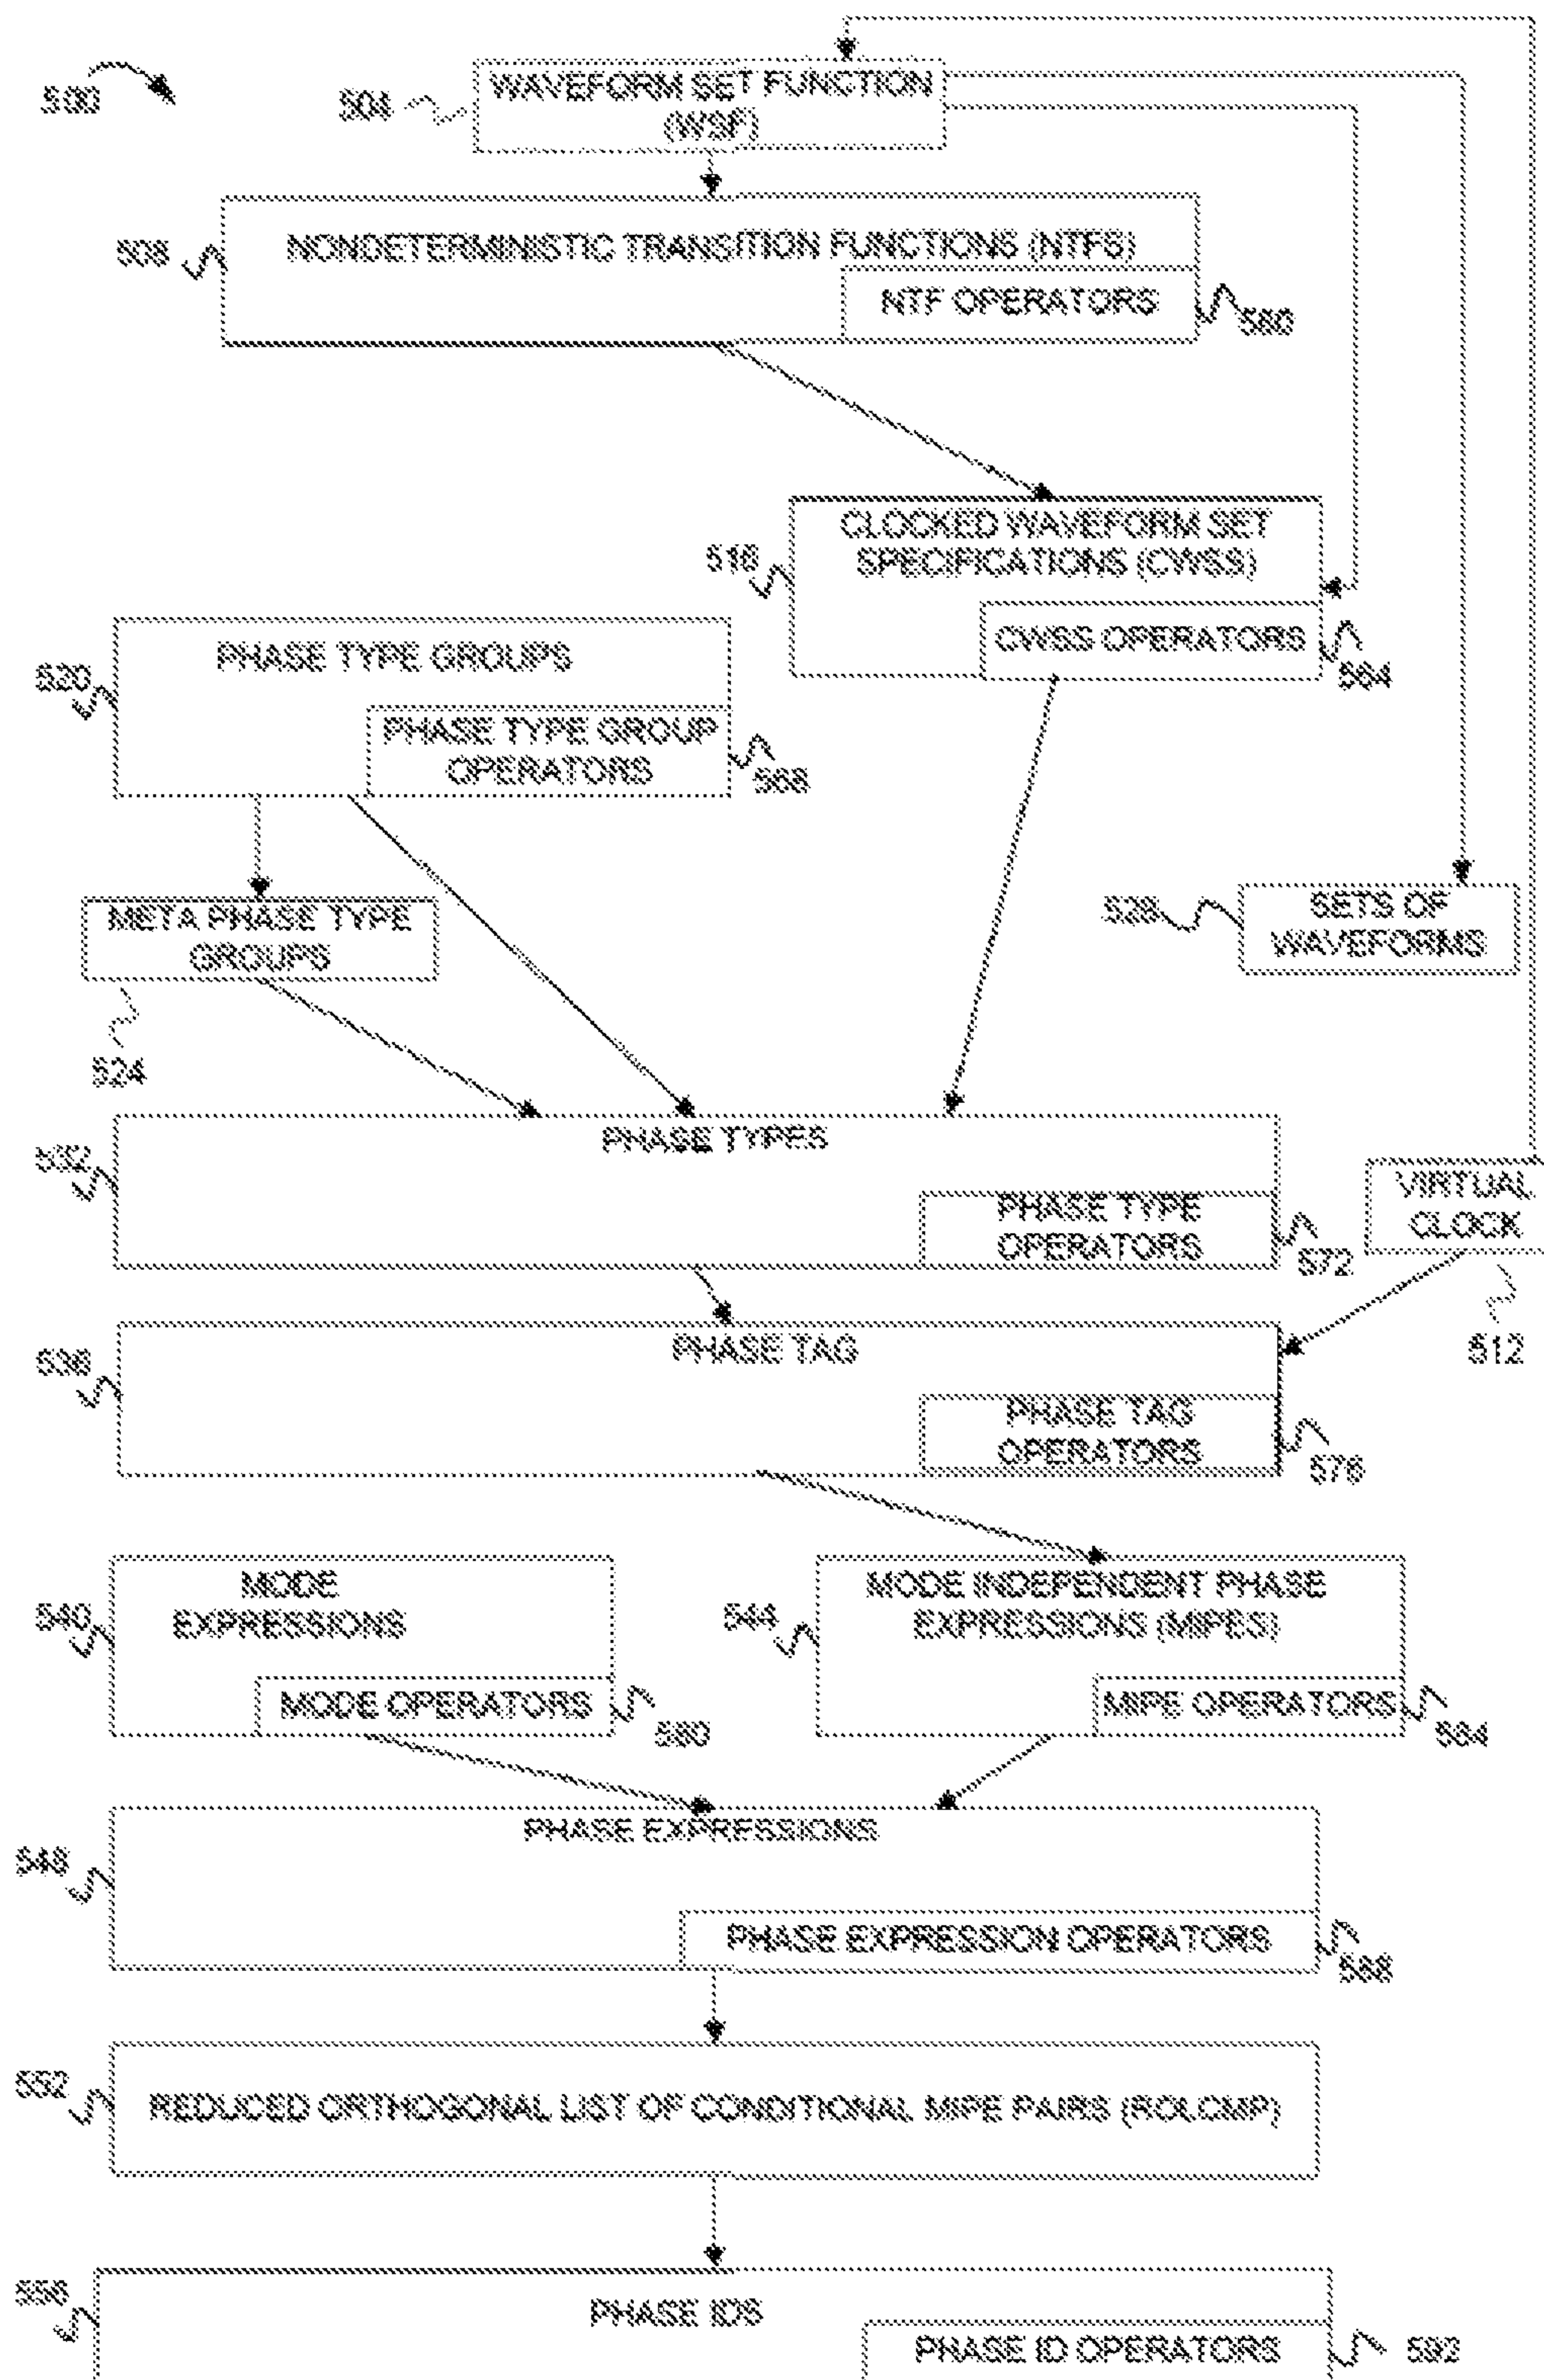 500
504
WAVEFORM SET FUNCTION
(WSF)
508
NONDETERMINISTIC TRANSITION FUNCTIONS (NTFS)
NTF OPERATORS
560
516
CLOCKED WAVEFORM SET
SPECIFICATIONS (CWSS)
CWSS OPERATORS
564
520
PHASE TYPE GROUPS
PHASE TYPE GROUP
OPERATORS
568
META PHASE TYPE
GROUPS
524
528
SETS OF
WAVEFORMS
532
PHASE TYPES
PHASE TYPE
OPERATORS
572
VIRTUAL
CLOCK
512
536
PHASE TAG
PHASE TAG
OPERATORS
576
540
MODE
EXPRESSIONS
MODE OPERATORS
580
544
MODE INDEPENDENT PHASE
EXPRESSIONS (MIPES)
MIPE OPERATORS
584
548
PHASE EXPRESSIONS
PHASE EXPRESSION OPERATORS
588
552
REDUCED ORTHOGONAL LIST OF CONDITIONAL MIPE PAIRS (ROLCMP)
556
PHASE IDS
PHASE ID OPERATORS
592